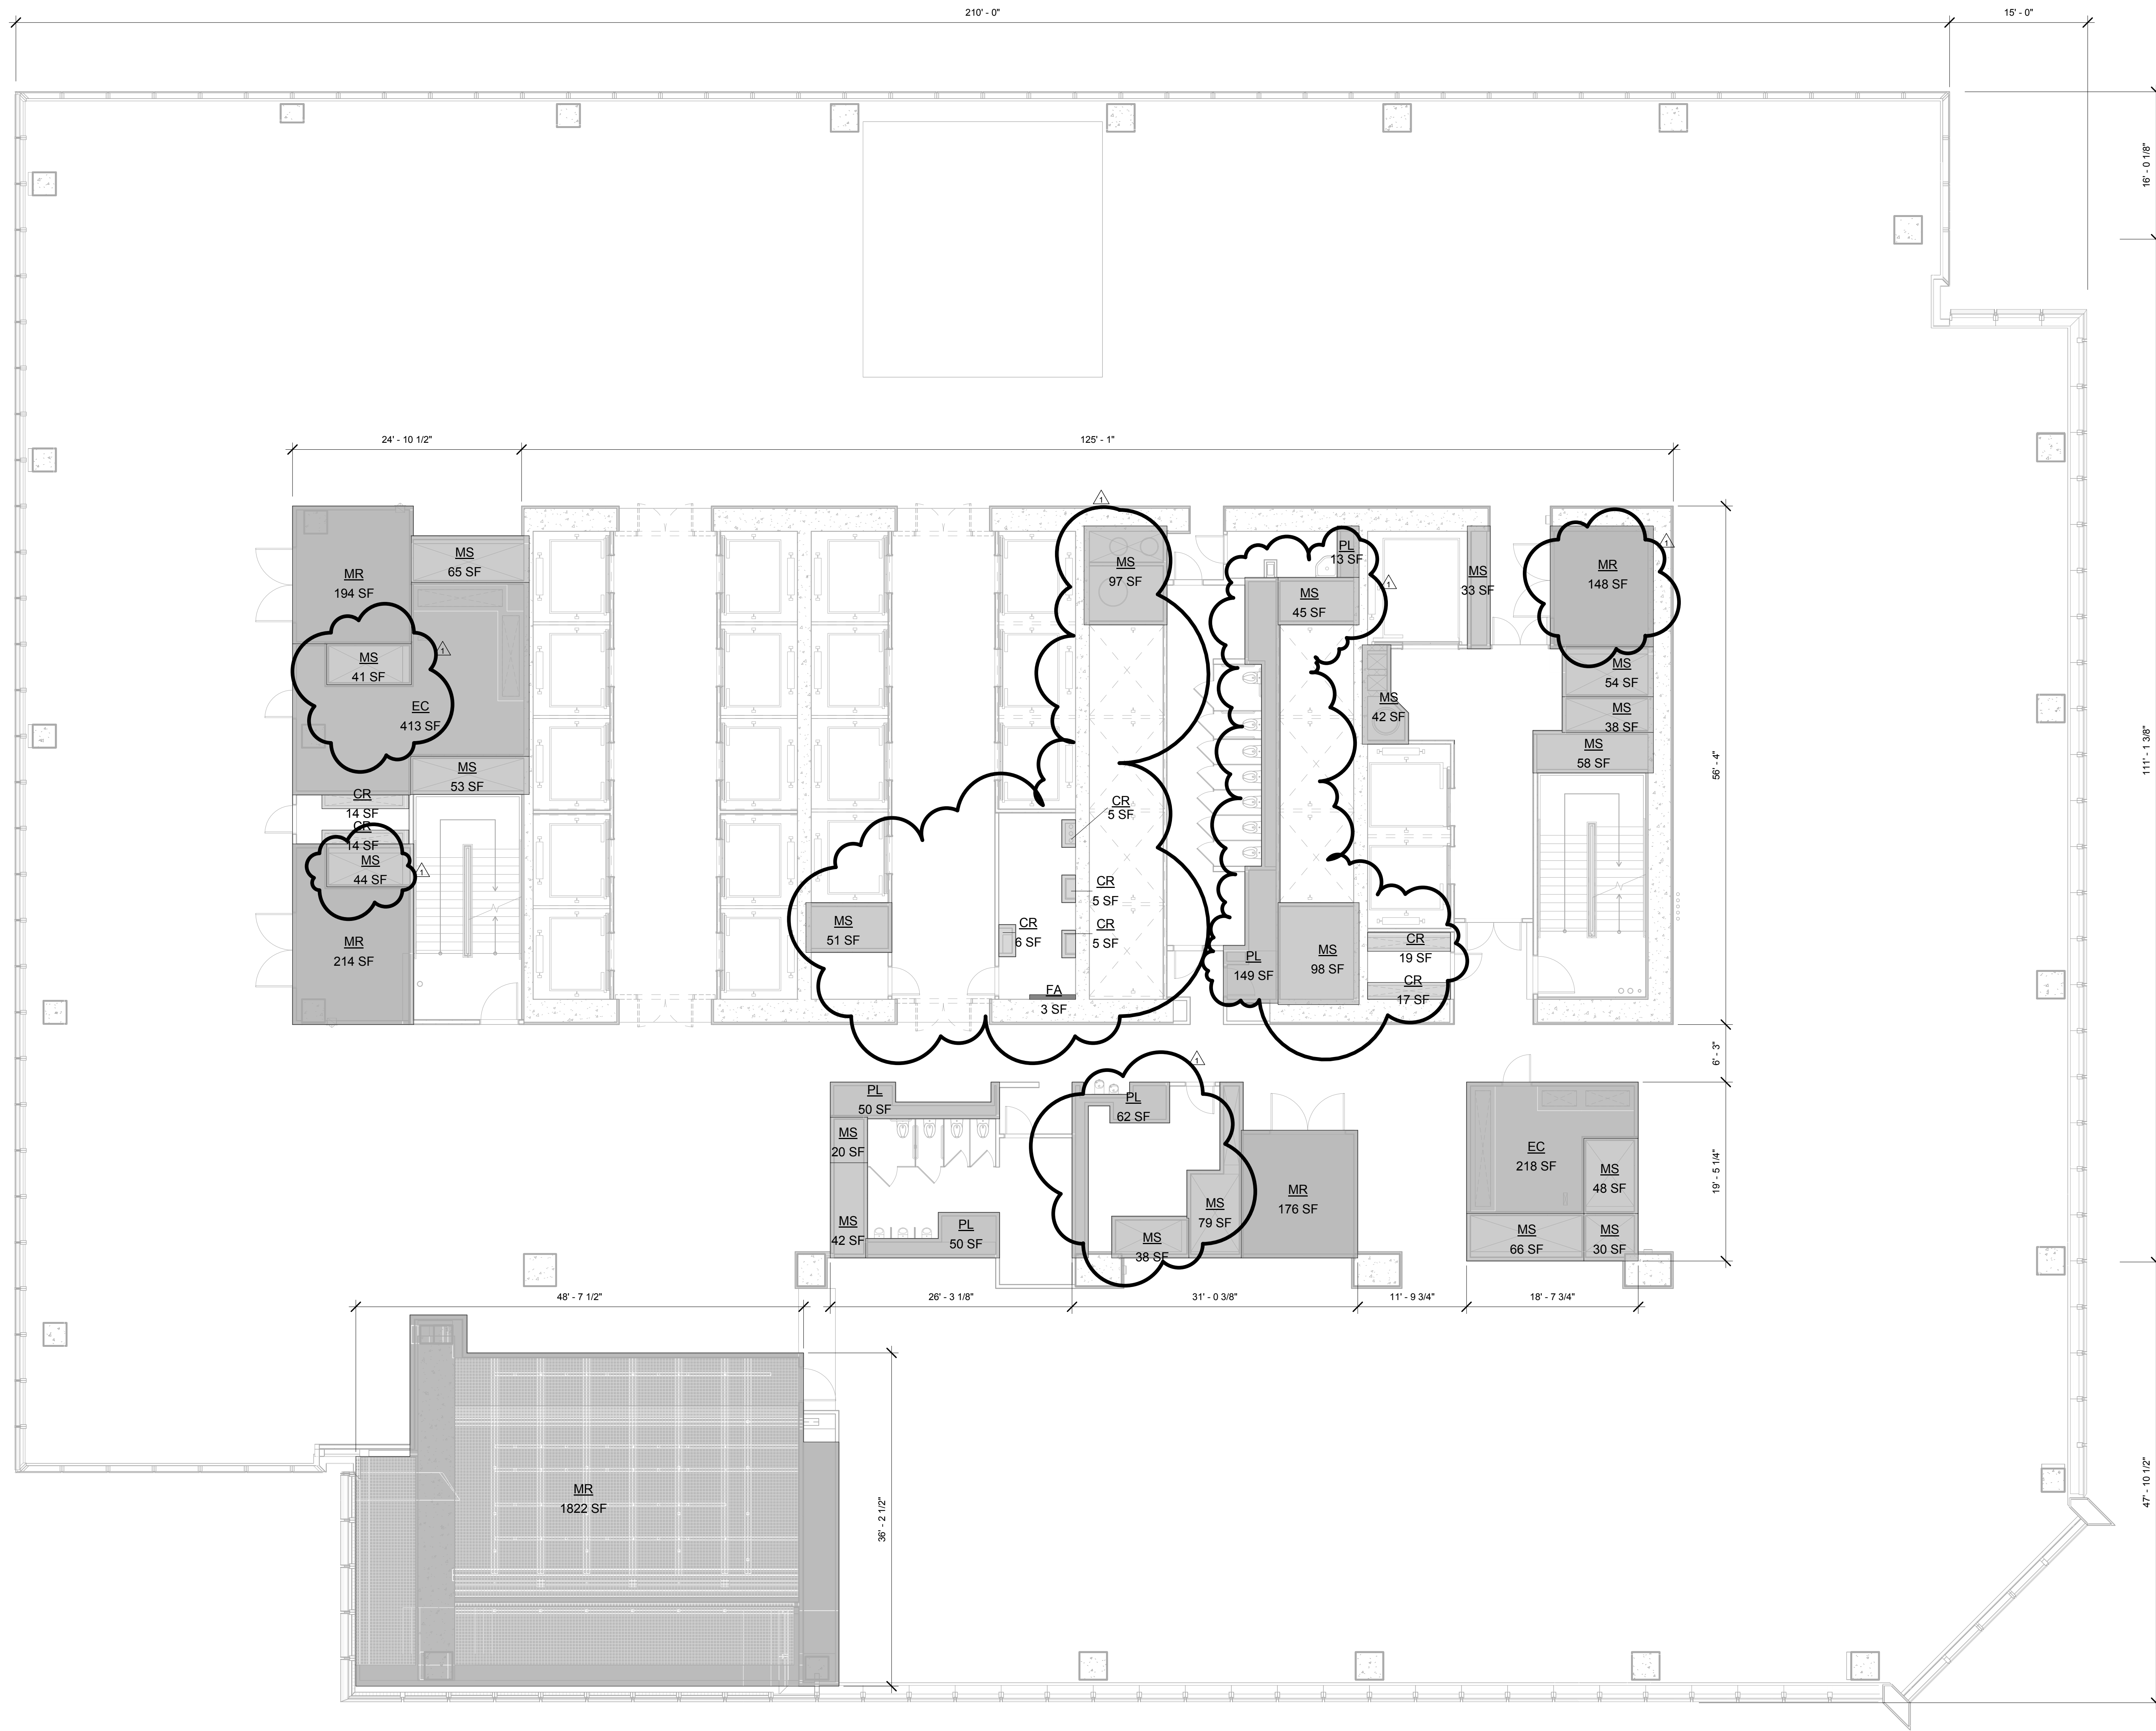 210' - 0"
15' - 0"
16' - 0 1/8"
24' - 10 1/2"
125' - 1"
1
MS
65 SF
MR
194 SF
1
MS
41 SF
EC
413 SF
MS
53 SF
CR
14 SF
CR
14 SF
MS
44 SF
1
MR
214 SF
MS
97 SF
MS
51 SF
CR
5 SF
CR
5 SF
CR
6 SF
CR
5 SF
FA
3 SF
PL
13 SF
1
MS
45 SF
MS
33 SF
MS
42 SF
PL
149 SF
MS
98 SF
CR
19 SF
CR
17 SF
1
MR
148 SF
MS
54 SF
MS
38 SF
MS
58 SF
56' - 4"
111' - 1 3/8"
6' - 3"
1
PL
50 SF
MS
20 SF
MS
42 SF
PL
50 SF
PL
62 SF
MS
79 SF
MS
38 SF
MR
176 SF
EC
218 SF
MS
48 SF
MS
66 SF
MS
30 SF
19' - 5 1/4"
48' - 7 1/2"
26' - 3 1/8"
31' - 0 3/8"
11' - 9 3/4"
18' - 7 3/4"
MR
1822 SF
36' - 2 1/2"
47' - 10 1/2"